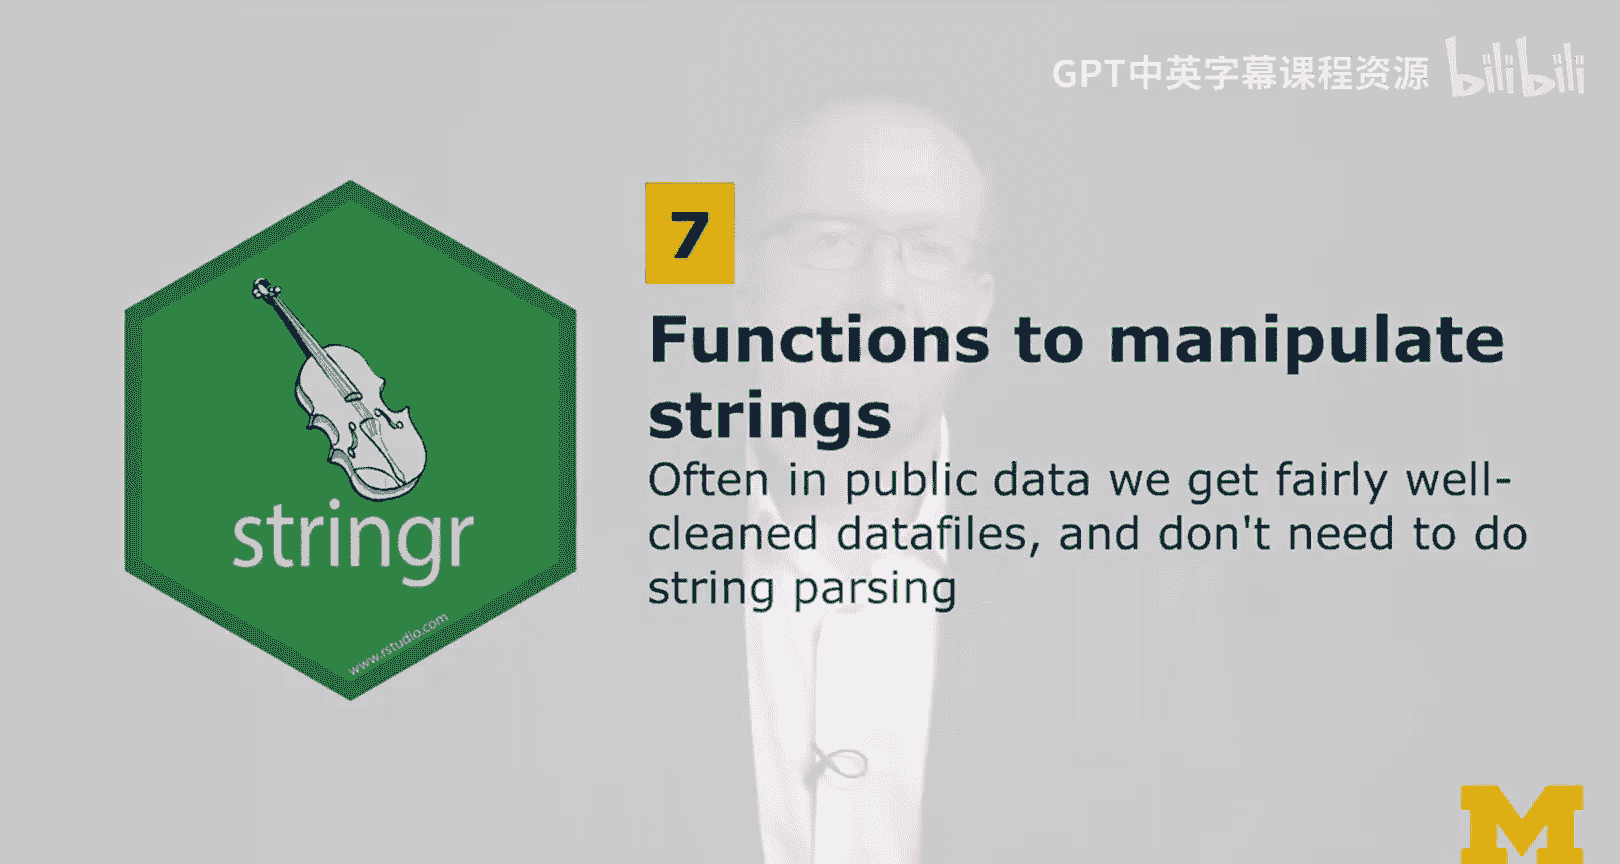 GPT中英字幕课程资源 bilibili
7
Functions to manipulate
strings
Often in public data we get fairly well-
cleaned datafiles, and don't need to do
string parsing
stringr
www.rstudio.com
M